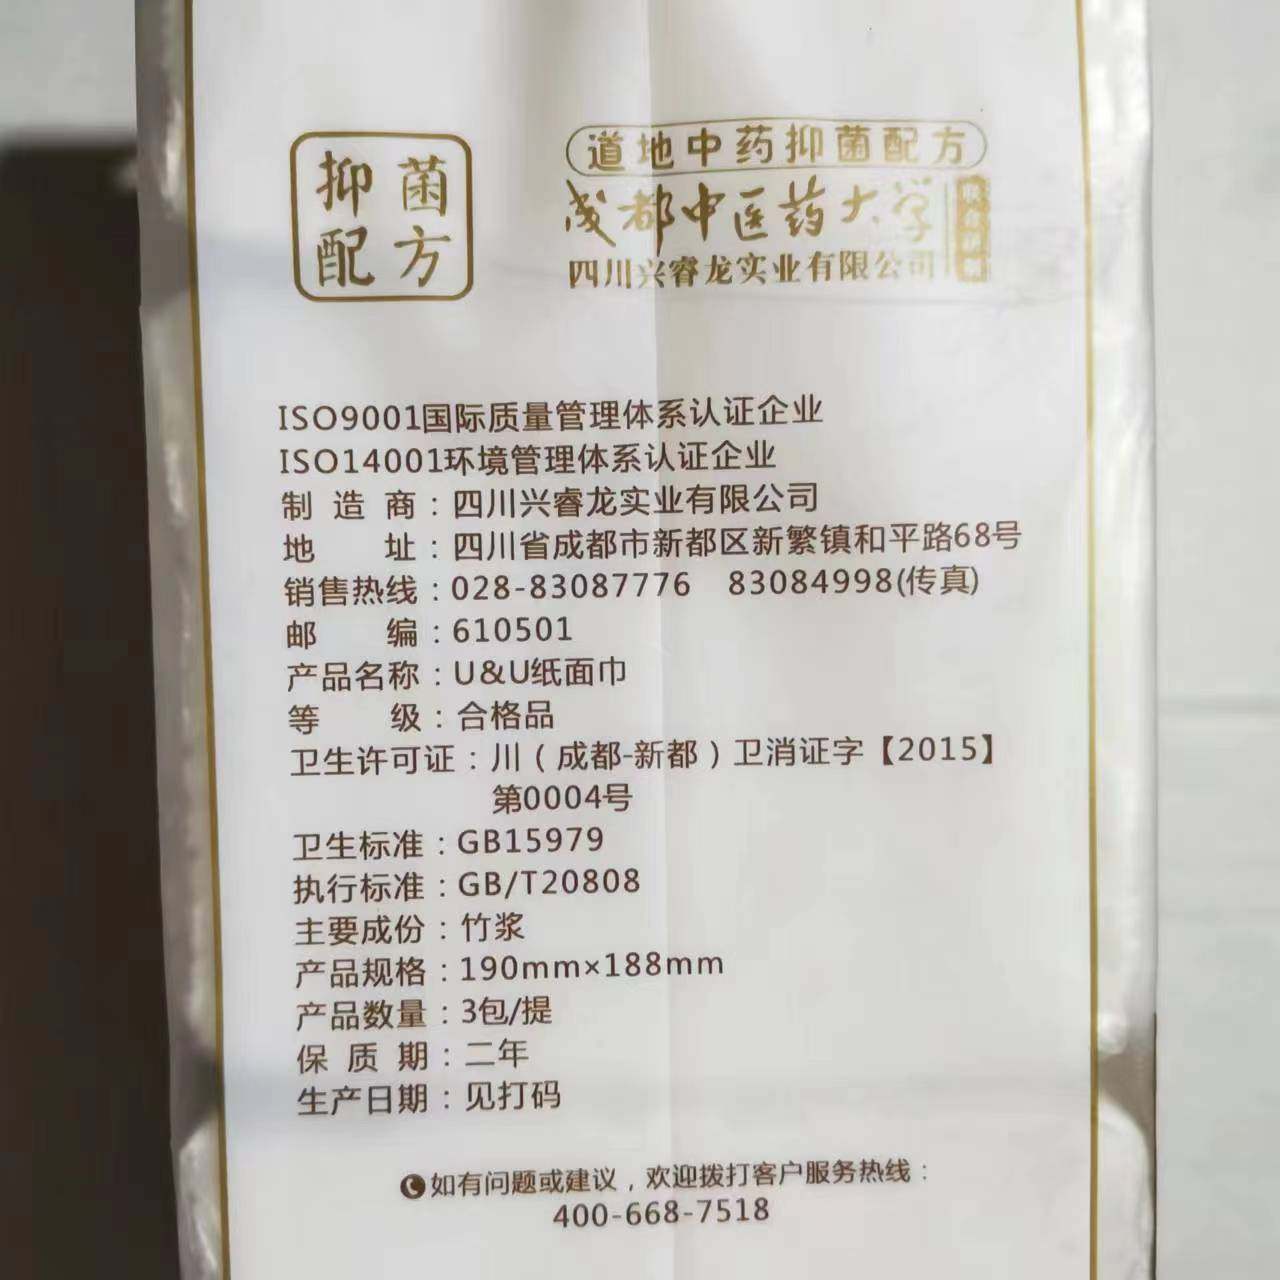 抑菌
配方
道地中药抑菌配方
成都中医药大学
四川兴睿龙实业有限公司
ISO9001国际质量管理体系认证企业
ISO14001环境管理体系认证企业
制造商：四川兴睿龙实业有限公司
地址：四川省成都市新都区新繁镇和平路68号
销售热线：028-83087776 83084998(传真)
邮编：610501
产品名称：U&U纸面巾
等级：合格品
卫生许可证：川（成都-新都）卫消证字【2015】
第0004号
卫生标准：GB15979
执行标准：GB/T20808
主要成份：竹浆
产品规格：190mm×188mm
产品数量：3包/提
保质期：二年
生产日期：见打码
如有问题或建议，欢迎拨打客户服务热线：
400-668-7518